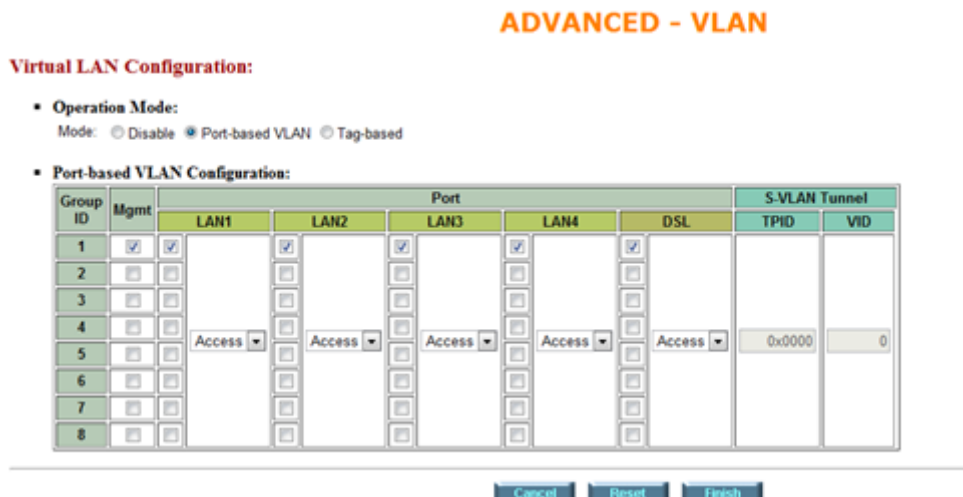 ADVANCED - VLAN
Virtual LAN Configuration:
Operation Mode:
Mode: Disable Port-based VLAN Tag-based
Port-based VLAN Configuration:
Group ID Mgmt Port S-VLAN Tunnel
LAN1 LAN2 LAN3 LAN4 DSL TPID VID
1
2
3
4
Access Access Access Access Access 0x0000 0
5
6
7
8
Cancel Reset Finish